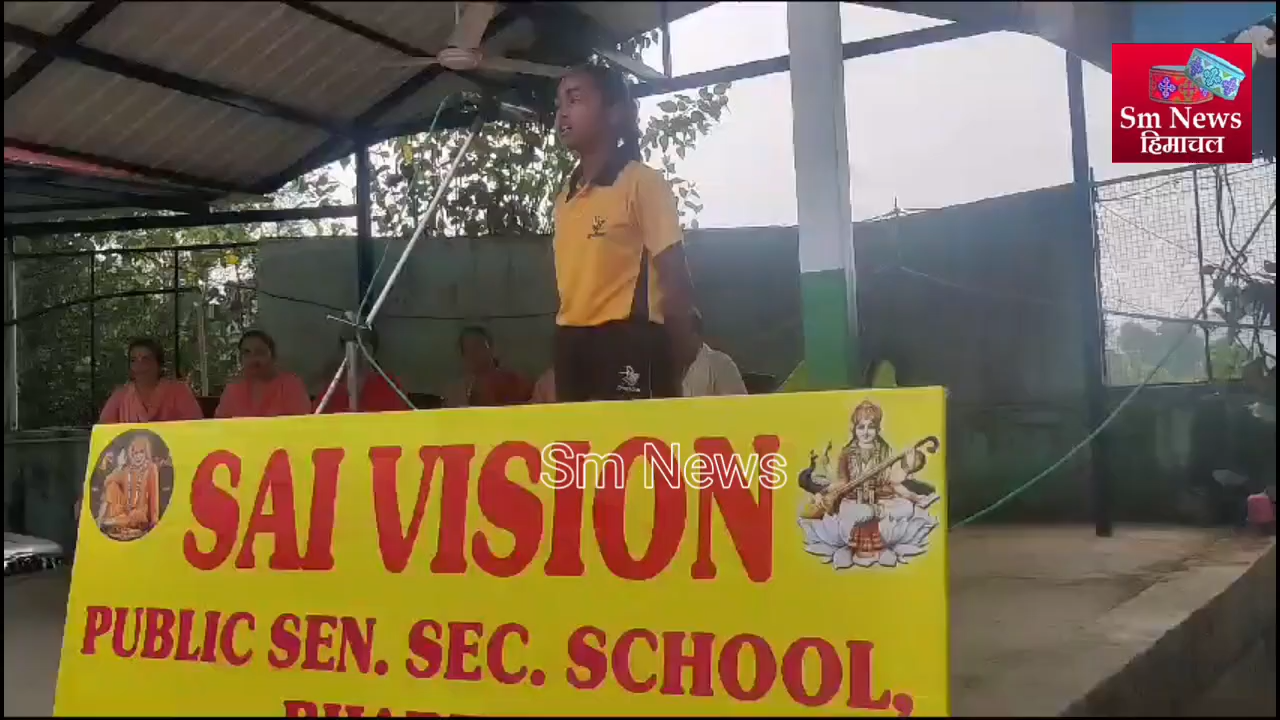 Sm News
हिमाचल
SAI VISION
Sm News
PUBLIC SEN. SEC. SCHOOL,